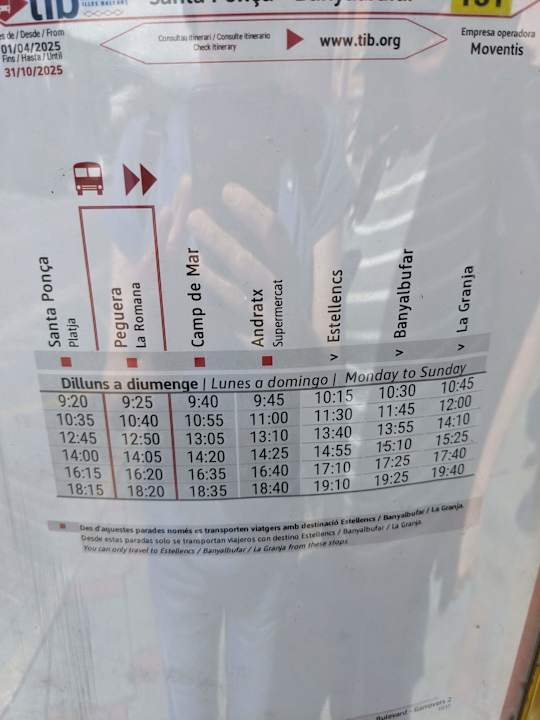 tib
ILLES BALEARS
Santa Ponça - Banyalbufar
de / Desde / From
01/04/2025
Fins / Hasta / Until
31/10/2025
Consultau itinerari / Consulte itinerario
Check itinerary
www.tib.org
Empresa operadora
Moventis
Santa Ponça
Platja
Peguera
La Romana
Camp de Mar
Andratx
Supermercat
> Estellencs
> Banyalbufar
> La Granja
Dilluns a diumenge | Lunes a domingo | Monday to Sunday
9:20 9:25 9:40 9:45 10:15 10:30 10:45
10:35 10:40 10:55 11:00 11:30 11:45 12:00
12:45 12:50 13:05 13:10 13:40 13:55 14:10
14:00 14:05 14:20 14:25 14:55 15:10 15:25
16:15 16:20 16:35 16:40 17:10 17:25 17:40
18:15 18:20 18:35 18:40 19:10 19:25 19:40
Des d'aquestes parades només es transporten viatgers amb destinació Estellencs / Banyalbufar / La Granja.
Desde estas paradas solo se transportan viajeros con destino Estellencs / Banyalbufar / La Granja.
You can only travel to Estellencs / Banyalbufar / La Granja from these stops
Bulevard - Garrovers 2